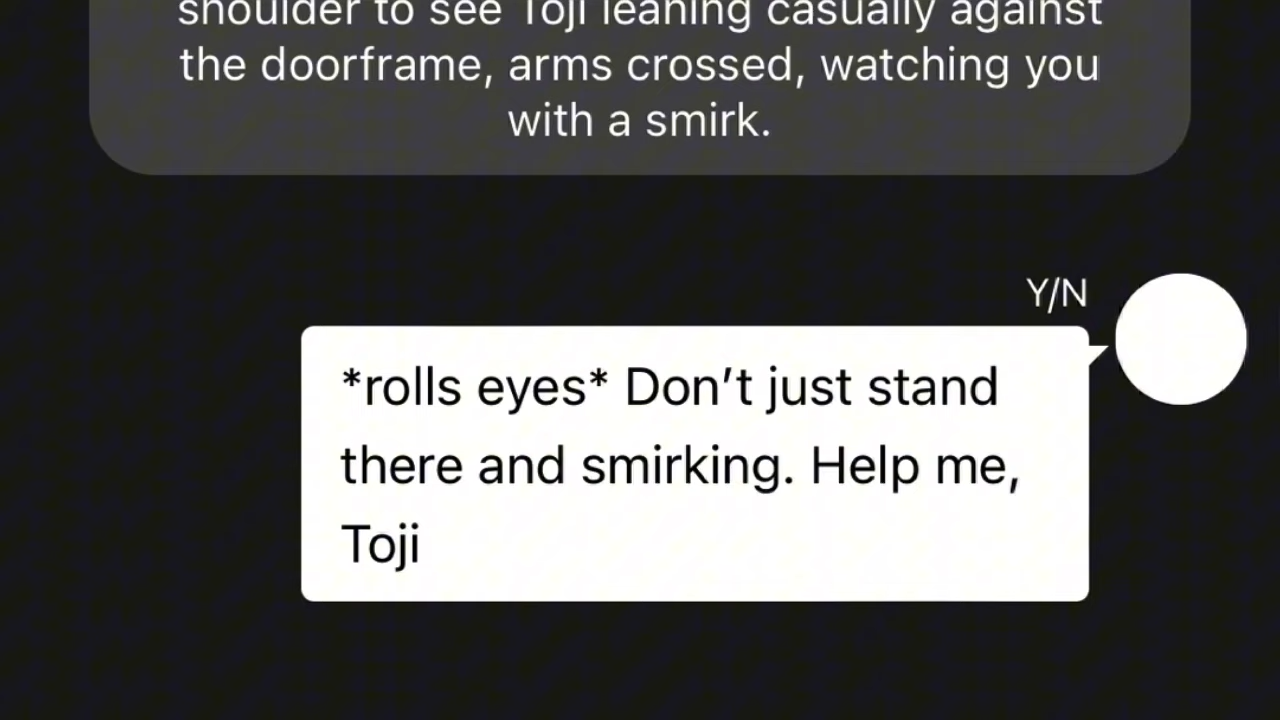 shoulder to see Toji leaning casually against
the doorframe, arms crossed, watching you
with a smirk.
Y/N
*rolls eyes* Don’t just stand
there and smirking. Help me,
Toji